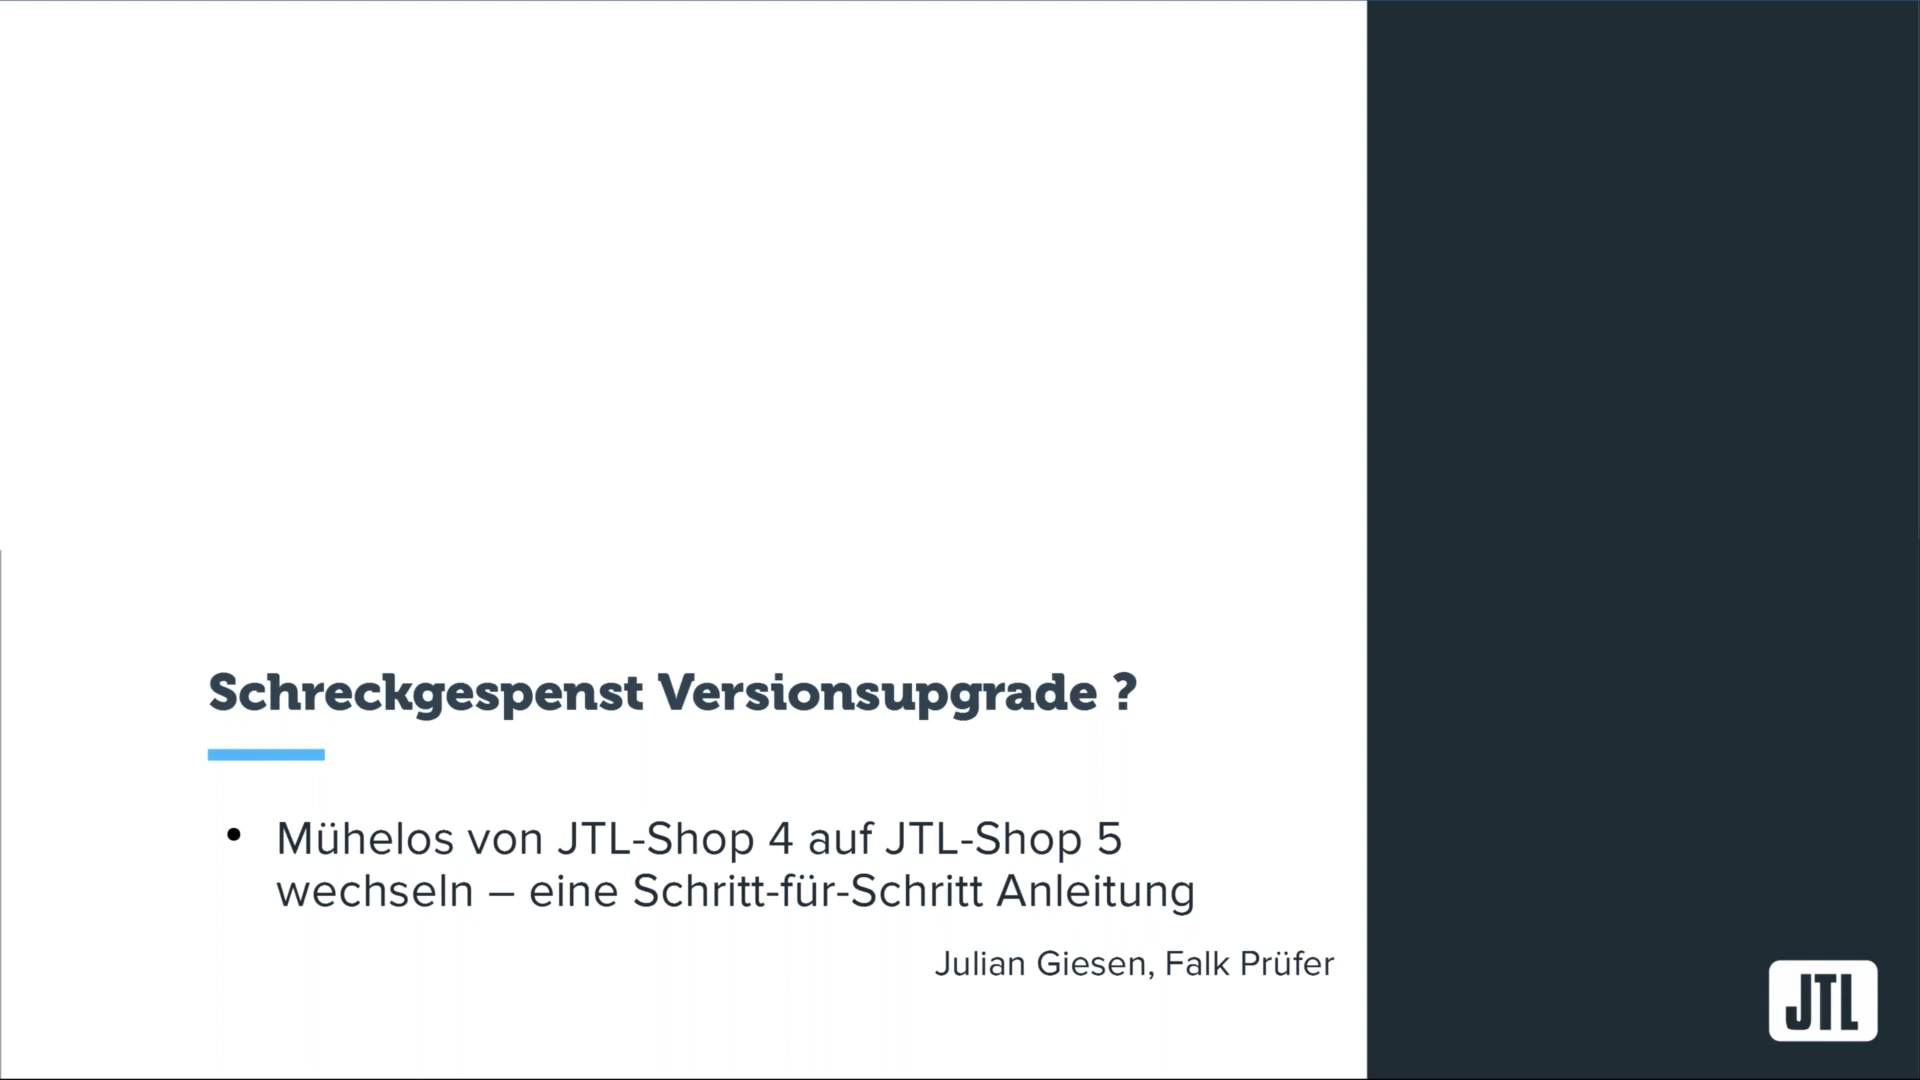 Schreckgespenst Versionsupgrade ?
• Mühelos von JTL-Shop 4 auf JTL-Shop 5
wechseln – eine Schritt-für-Schritt Anleitung
Julian Giesen, Falk Prüfer
JTL